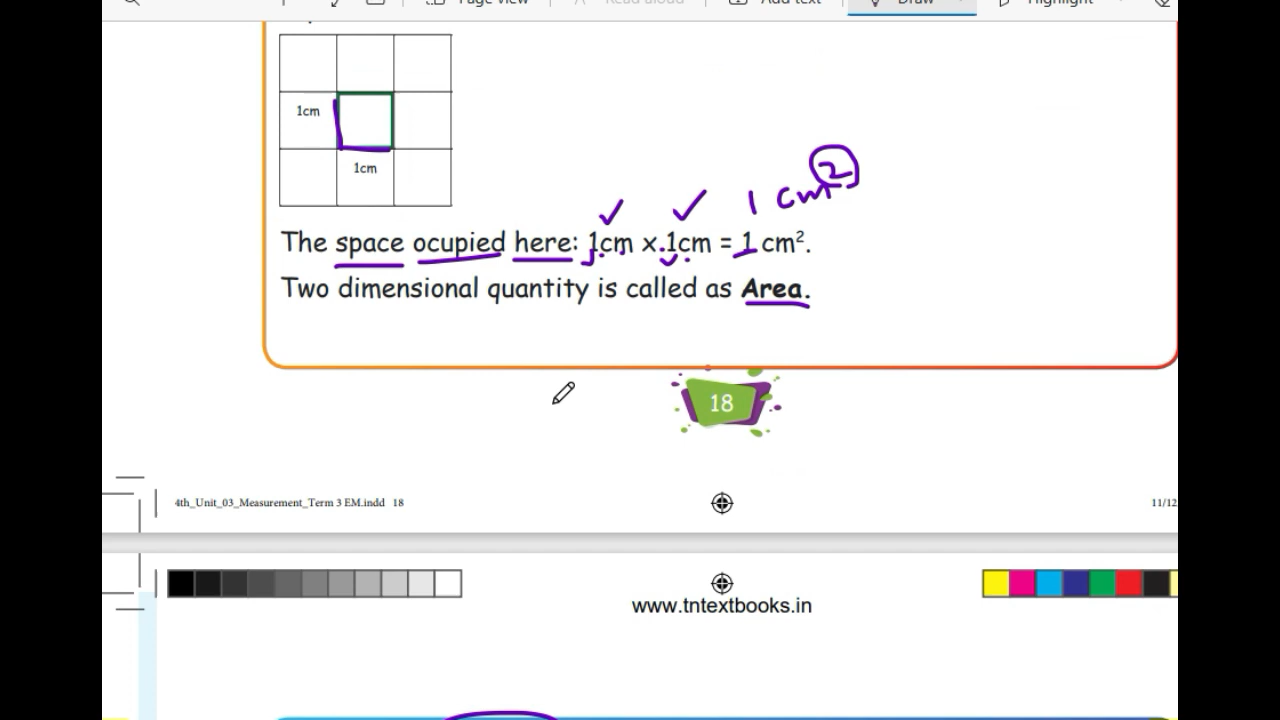 Page view
Read aloud
Add text
Draw
Highlight
1cm
1cm
1 cm²
The space ocupied here: 1cm x 1cm = 1 cm².
Two dimensional quantity is called as Area.
18
4th_Unit_03_Measurement_Term 3 EM.indd 18
11/12
www.tntextbooks.in